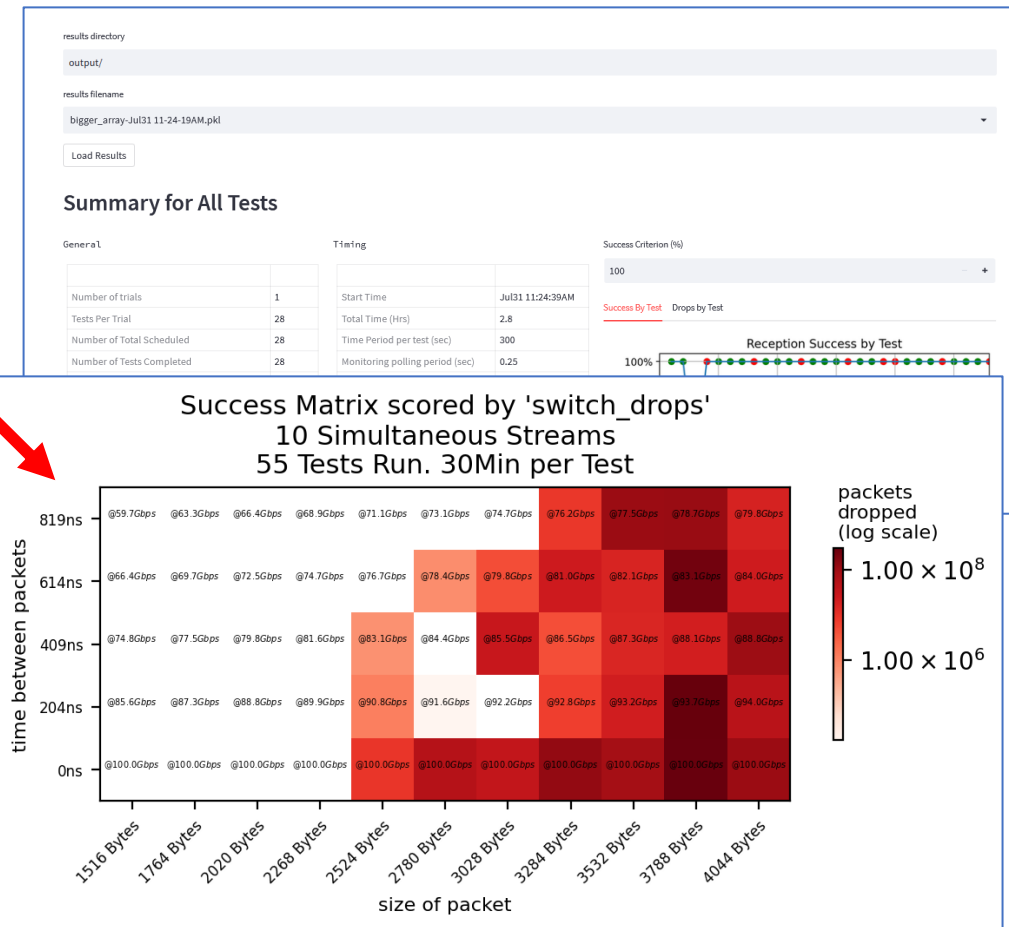 results directory
output/
results filename
bigger_array-Jul31 11-24-19AM.pkl
Load Results
Summary for All Tests
General
Timing
Success Criterion (%)
100
- +
Number of trials 1
Tests Per Trial 28
Number of Total Scheduled 28
Number of Tests Completed 28
Start Time Jul31 11:24:39AM
Total Time (Hrs) 2.8
Time Period per test (sec) 300
Monitoring polling period (sec) 0.25
Success By Test Drops by Test
Reception Success by Test
100%
Success Matrix scored by 'switch_drops'
10 Simultaneous Streams
55 Tests Run. 30Min per Test
time between packets
819ns @59.7Gbps @63.3Gbps @66.4Gbps @68.9Gbps @71.1Gbps @73.1Gbps @74.7Gbps @76.2Gbps @77.5Gbps @78.7Gbps @79.8Gbps
614ns @66.4Gbps @69.7Gbps @72.5Gbps @74.7Gbps @76.7Gbps @78.4Gbps @79.8Gbps @81.0Gbps @82.1Gbps @83.1Gbps @84.0Gbps
409ns @74.8Gbps @77.5Gbps @79.8Gbps @81.6Gbps @83.1Gbps @84.4Gbps @85.5Gbps @86.5Gbps @87.3Gbps @88.1Gbps @88.8Gbps
204ns @85.6Gbps @87.3Gbps @88.8Gbps @89.9Gbps @90.8Gbps @91.6Gbps @92.2Gbps @92.8Gbps @93.2Gbps @93.7Gbps @94.0Gbps
0ns @100.0Gbps @100.0Gbps @100.0Gbps @100.0Gbps @100.0Gbps @100.0Gbps @100.0Gbps @100.0Gbps @100.0Gbps @100.0Gbps @100.0Gbps
1516 Bytes 1764 Bytes 2020 Bytes 2268 Bytes 2524 Bytes 2780 Bytes 3028 Bytes 3284 Bytes 3532 Bytes 3788 Bytes 4044 Bytes
size of packet
packets
dropped
(log scale)
1.00 × 10⁸
1.00 × 10⁶